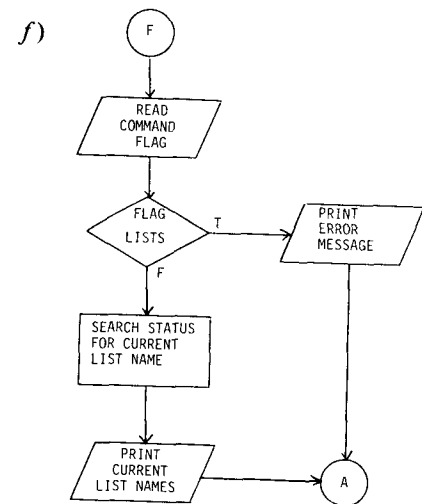 f)
F
READ
COMMAND
FLAG
FLAG
LISTS
T
F
PRINT
ERROR
MESSAGE
SEARCH STATUS
FOR CURRENT
LIST NAME
PRINT
CURRENT
LIST NAMES
A